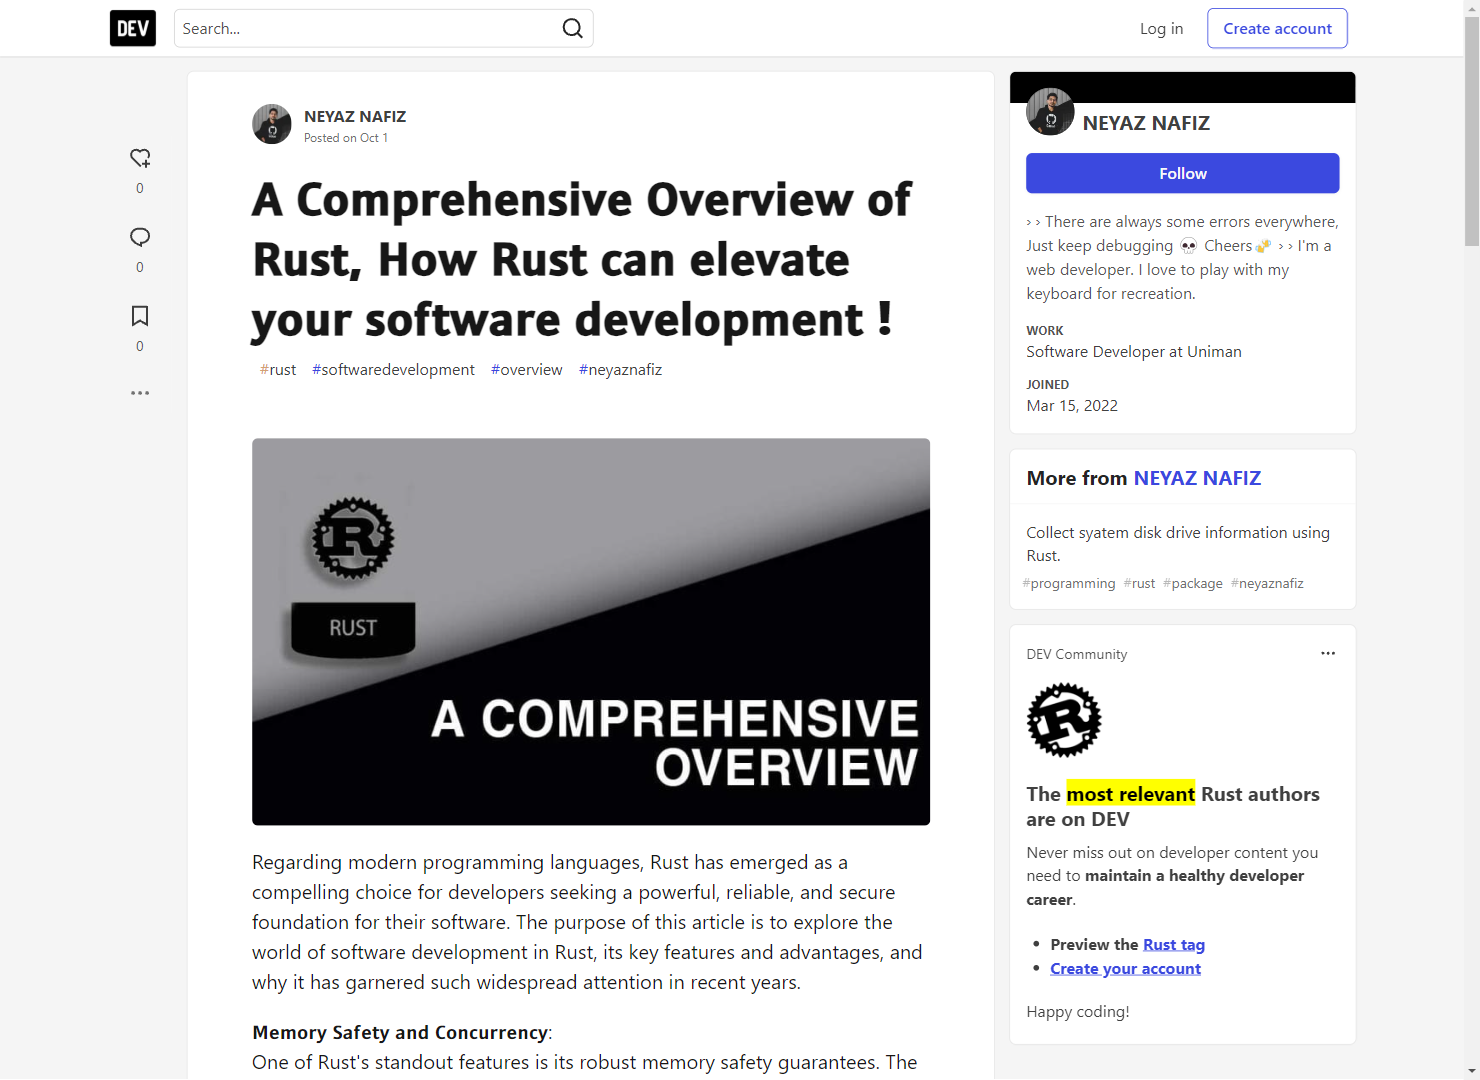 DEV
Search...
Log in
Create account
NEYAZ NAFIZ
Posted on Oct 1
0
0
0
A Comprehensive Overview of
Rust, How Rust can elevate
your software development !
#rust #softwaredevelopment #overview #neyaznafiz
R
RUST
A COMPREHENSIVE
OVERVIEW
Regarding modern programming languages, Rust has emerged as a
compelling choice for developers seeking a powerful, reliable, and secure
foundation for their software. The purpose of this article is to explore the
world of software development in Rust, its key features and advantages, and
why it has garnered such widespread attention in recent years.
Memory Safety and Concurrency:
One of Rust's standout features is its robust memory safety guarantees. The
NEYAZ NAFIZ
Follow
› › There are always some errors everywhere,
Just keep debugging 💀 Cheers🍻 › › I'm a
web developer. I love to play with my
keyboard for recreation.
WORK
Software Developer at Uniman
JOINED
Mar 15, 2022
More from NEYAZ NAFIZ
Collect syatem disk drive information using
Rust.
#programming #rust #package #neyaznafiz
DEV Community
R
The most relevant Rust authors
are on DEV
Never miss out on developer content you
need to maintain a healthy developer
career.
• Preview the Rust tag
• Create your account
Happy coding!